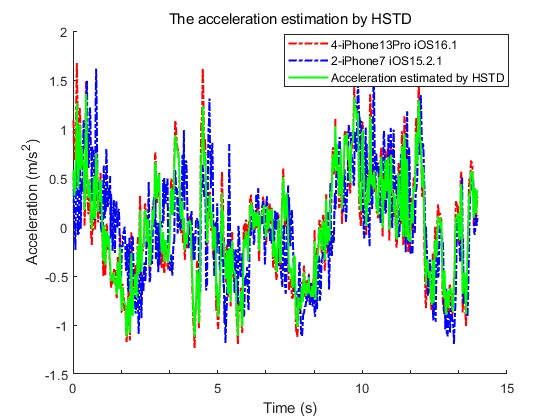 The acceleration estimation by HSTD
2
1.5
1
0.5
0
-0.5
-1
-1.5
Acceleration (m/s²)
4-iPhone13Pro iOS16.1
2-iPhone7 iOS15.2.1
Acceleration estimated by HSTD
0 5 10 15
Time (s)